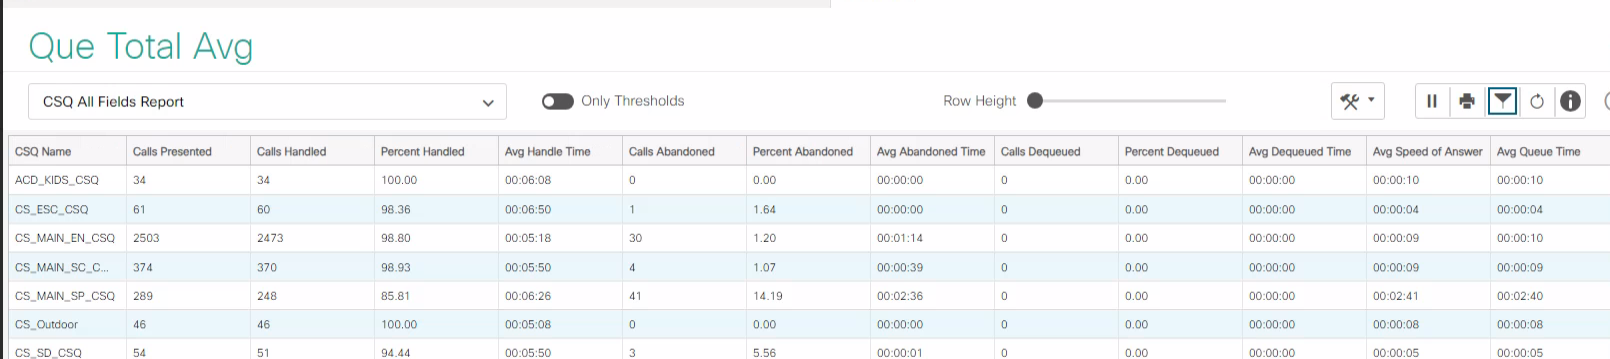 Que Total Avg
CSQ All Fields Report Only Thresholds Row Height
CSQ Name Calls Presented Calls Handled Percent Handled Avg Handle Time Calls Abandoned Percent Abandoned Avg Abandoned Time Calls Dequeued Percent Dequeued Avg Dequeued Time Avg Speed of Answer Avg Queue Time
ACD_KIDS_CSQ 34 34 100.00 00:06:08 0 0.00 00:00:00 0 0.00 00:00:00 00:00:10 00:00:10
CS_ESC_CSQ 61 60 98.36 00:06:50 1 1.64 00:00:00 0 0.00 00:00:00 00:00:04 00:00:04
CS_MAIN_EN_CSQ 2503 2473 98.80 00:05:18 30 1.20 00:01:14 0 0.00 00:00:00 00:00:09 00:00:10
CS_MAIN_SC_C... 374 370 98.93 00:05:50 4 1.07 00:00:39 0 0.00 00:00:00 00:00:09 00:00:09
CS_MAIN_SP_CSQ 289 248 85.81 00:06:26 41 14.19 00:02:36 0 0.00 00:00:00 00:02:41 00:02:40
CS_Outdoor 46 46 100.00 00:05:08 0 0.00 00:00:00 0 0.00 00:00:00 00:00:08 00:00:08
CS_SD_CSQ 54 51 94.44 00:05:50 3 5.56 00:00:01 0 0.00 00:00:00 00:00:05 00:00:05